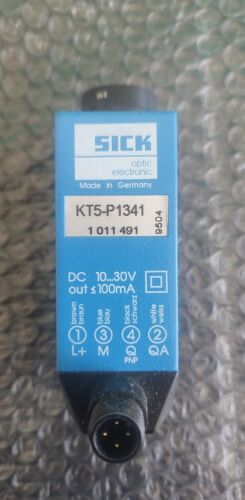 SICK
optic
electronic
Made in Germany
KT5-P1341
1 011 491
9504
DC 10...30V
out ≤ 100mA
brown
braun
blue
blau
black
schwarz
white
weiss
1 3 4 2
L+ M Q QA
PNP